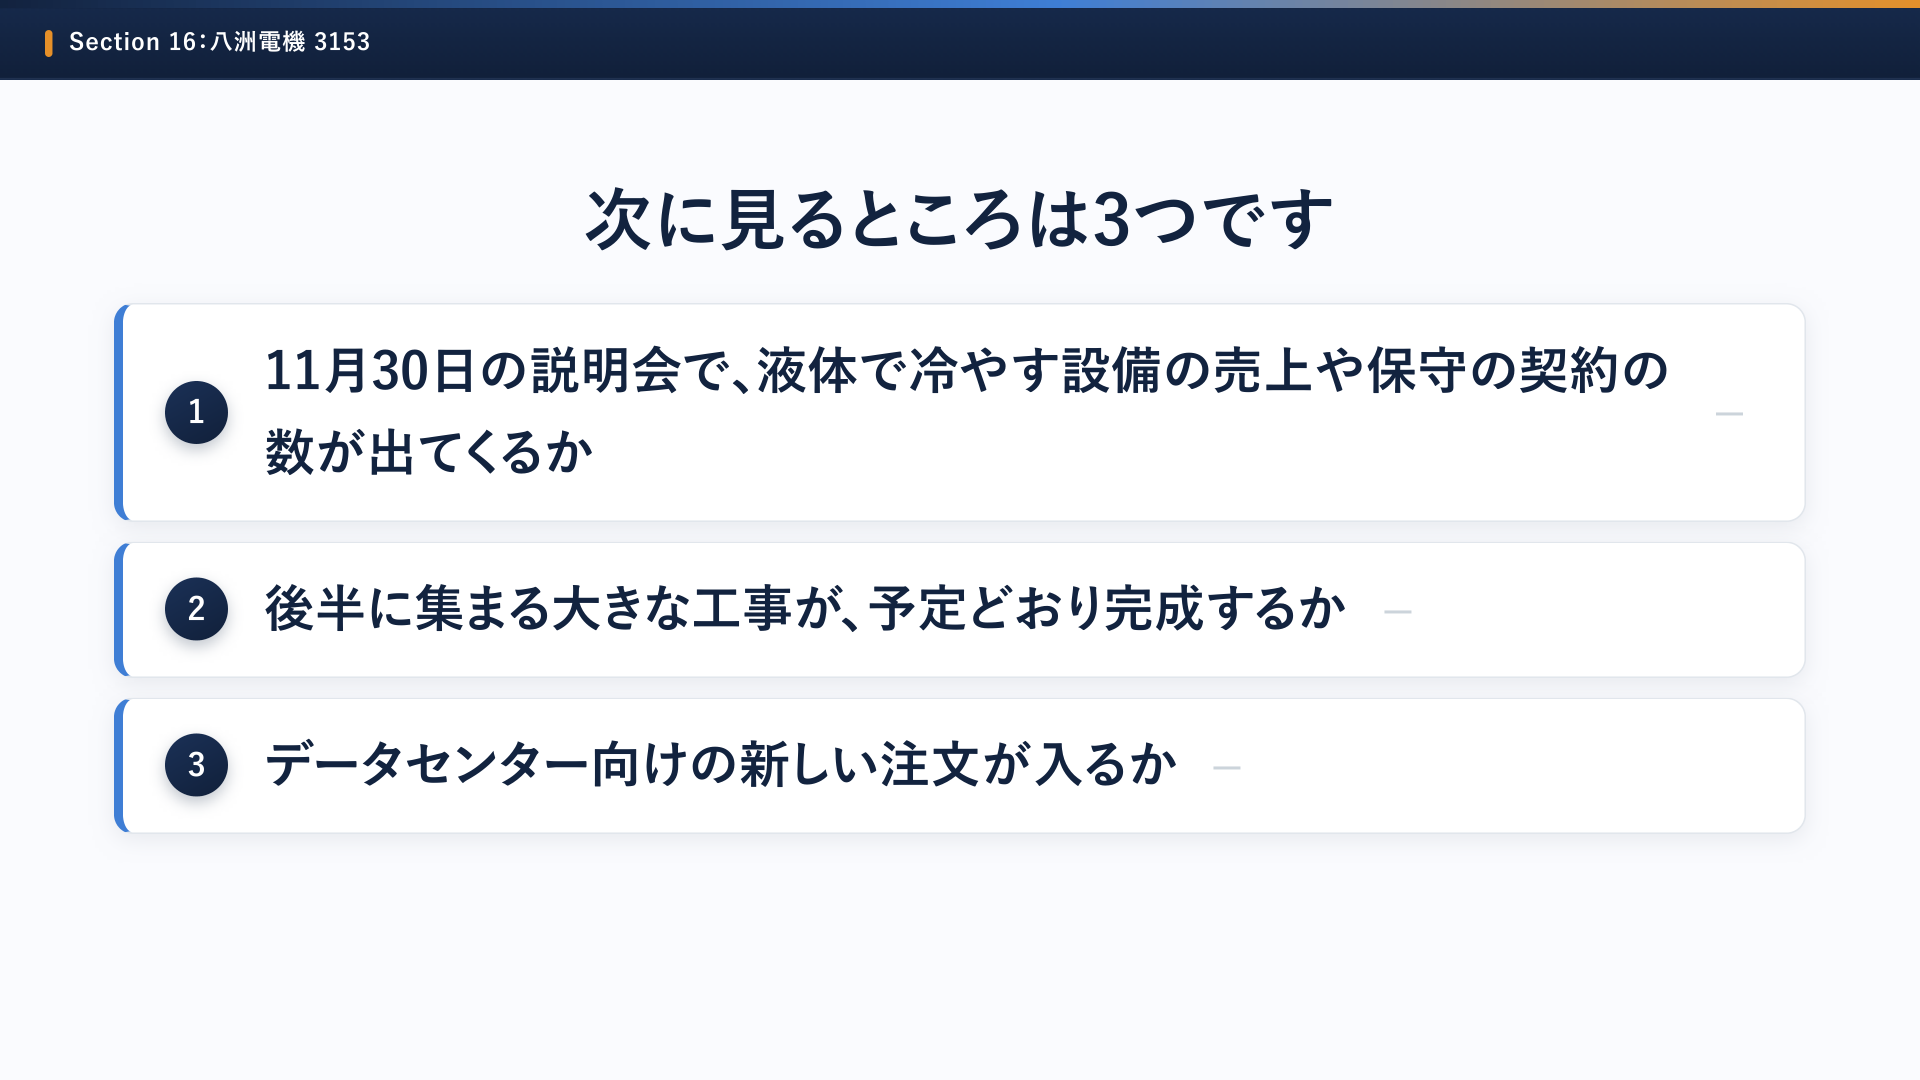 Section 16：八洲電機 3153
次に見るところは3つです
1
11月30日の説明会で、液体で冷やす設備の売上や保守の契約の
数が出てくるか
—
2
後半に集まる大きな工事が、予定どおり完成するか —
3
データセンター向けの新しい注文が入るか —